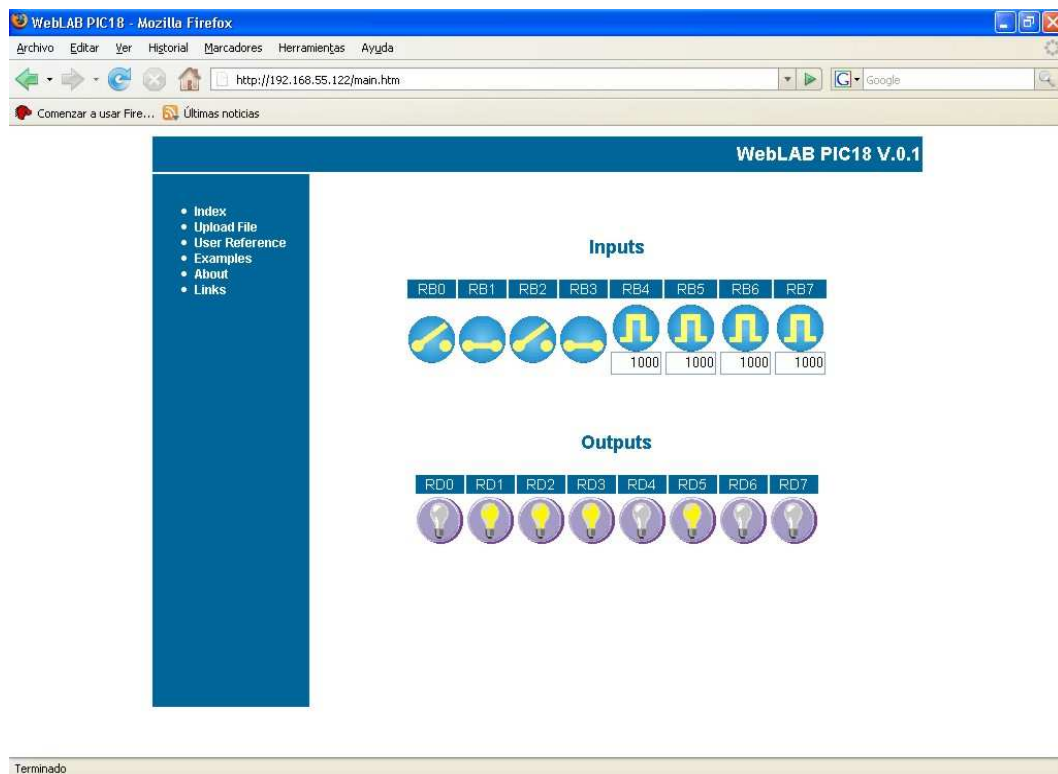 WebLAB PIC18 - Mozilla Firefox
Archivo Editar Ver Historial Marcadores Herramientas Ayuda
http://192.168.55.122/main.htm
G Google
Comenzar a usar Fire... Últimas noticias
WebLAB PIC18 V.0.1
Index
Upload File
User Reference
Examples
About
Links
Inputs
RB0 RB1 RB2 RB3 RB4 RB5 RB6 RB7
1000 1000 1000 1000
Outputs
RD0 RD1 RD2 RD3 RD4 RD5 RD6 RD7
Terminado